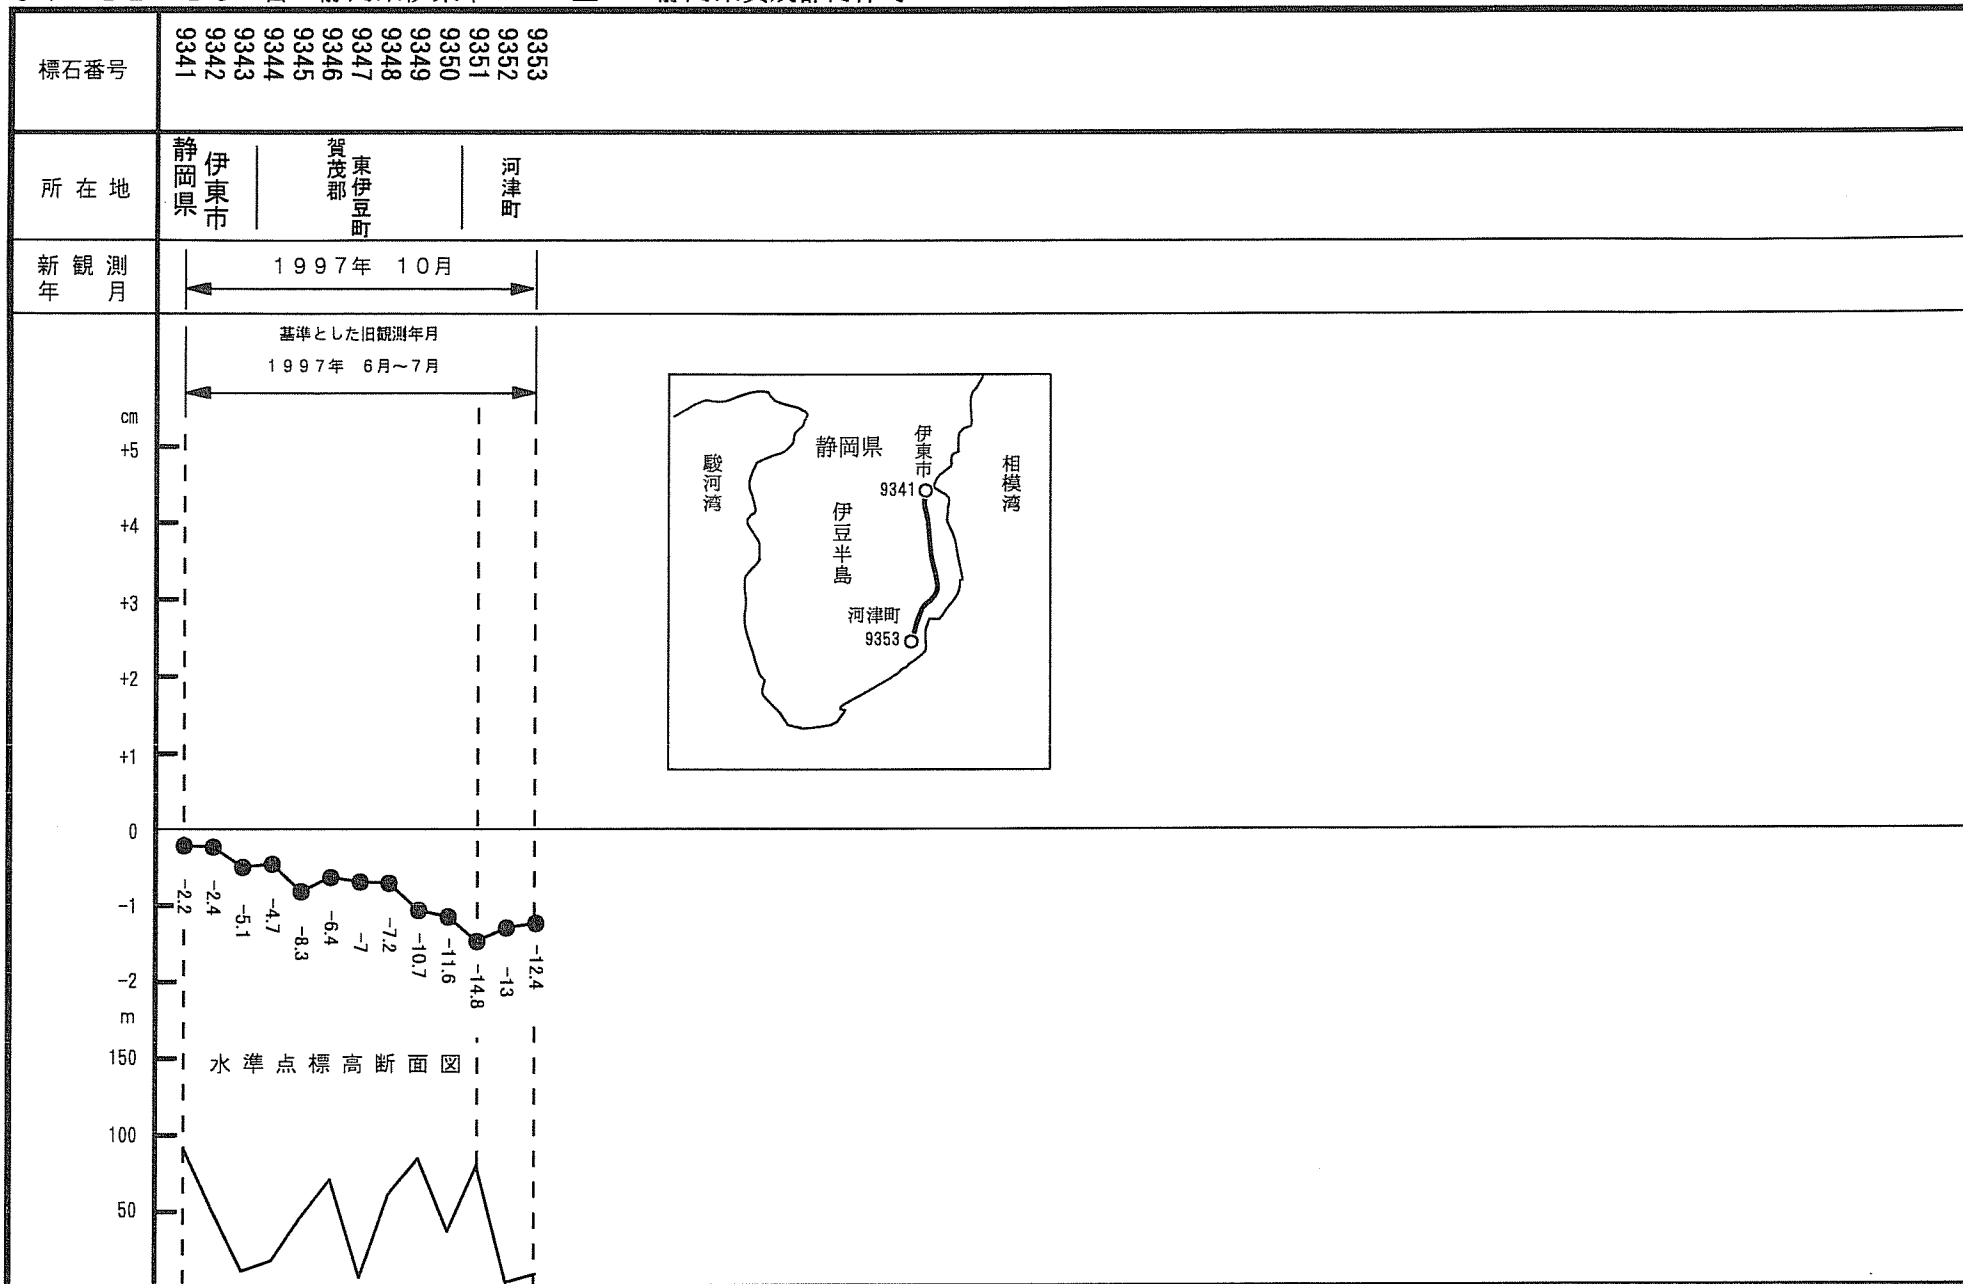 標石番号
9341 9342 9343 9344 9345 9346 9347 9348 9349 9350 9351 9352 9353
所在地
静岡県
伊東市
賀茂郡
東伊豆町
河津町
新観測
年月
1997年 10月
基準とした旧観測年月
1997年 6月～7月
cm
+5
+4
+3
+2
+1
0
-1
-2
-2.2 -2.4 -5.1 -4.7 -8.3 -6.4 -7 -7.2 -10.7 -11.6 -14.8 -13 -12.4
m
150
100
50
水準点標高断面図
静岡県
伊東市
駿河湾
相模湾
9341
伊豆半島
河津町
9353